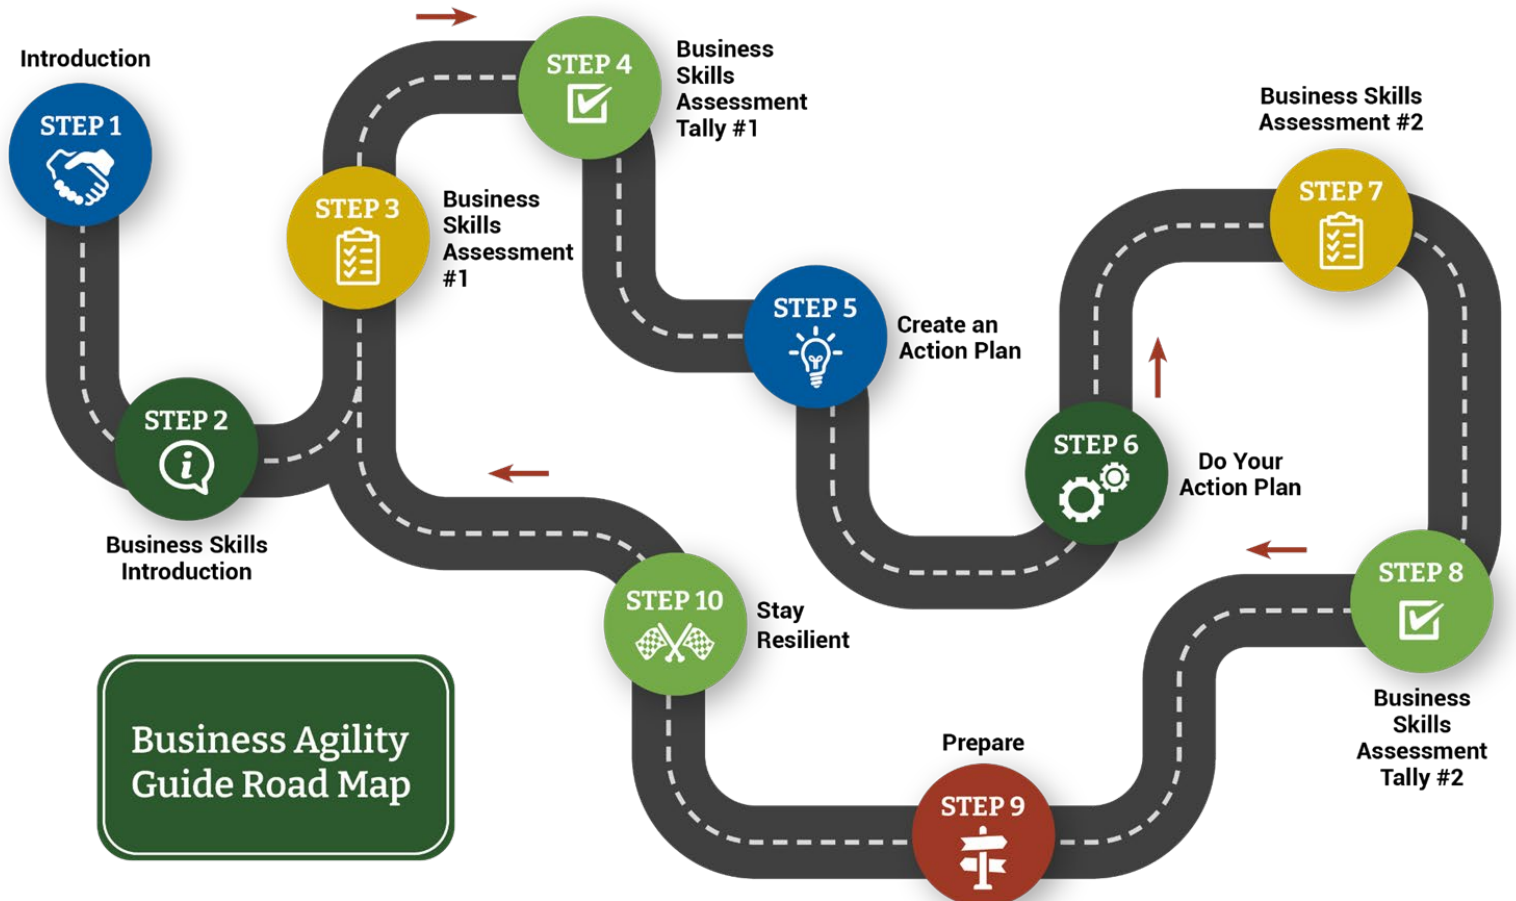 Introduction
STEP 1
STEP 2
Business Skills
Introduction
STEP 3
Business
Skills
Assessment
#1
STEP 4
Business
Skills
Assessment
Tally #1
STEP 5
Create an
Action Plan
STEP 6
Do Your
Action Plan
Business Skills
Assessment #2
STEP 7
STEP 8
Business
Skills
Assessment
Tally #2
Prepare
STEP 9
STEP 10
Stay
Resilient
Business Agility
Guide Road Map